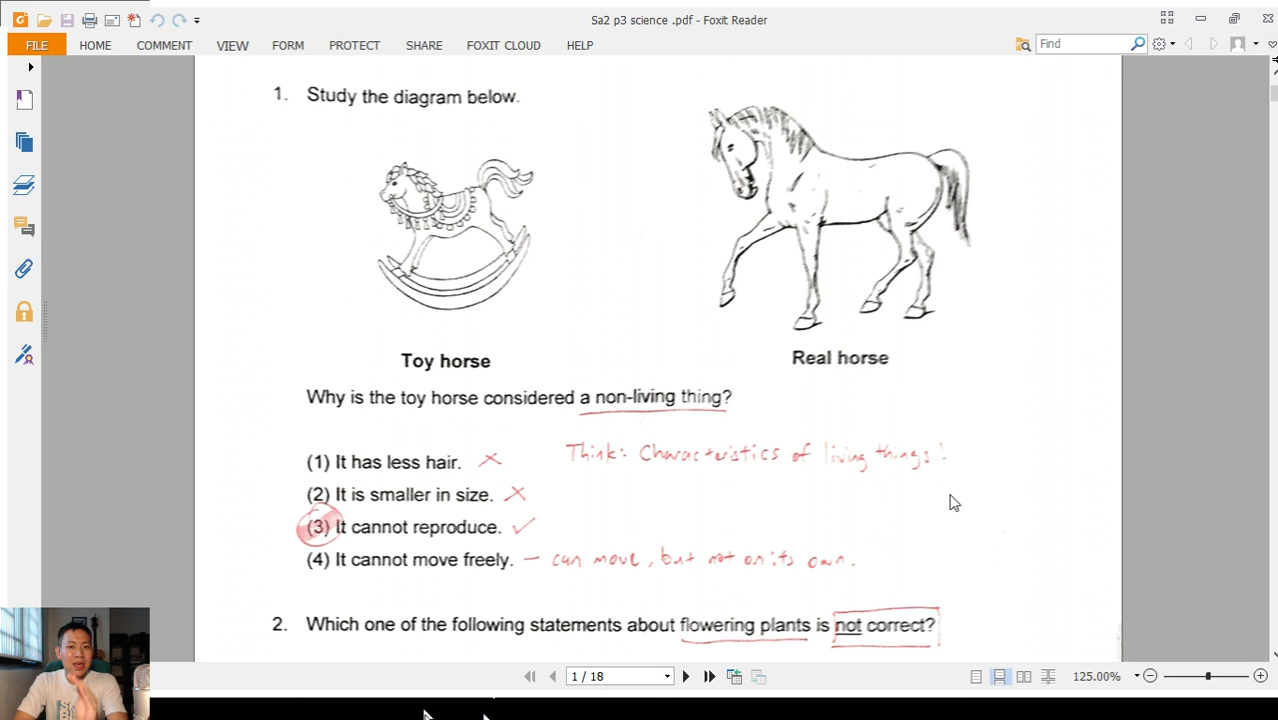 Sa2 p3 science .pdf - Foxit Reader
FILE HOME COMMENT VIEW FORM PROTECT SHARE FOXIT CLOUD HELP
Find
1. Study the diagram below.
Toy horse Real horse
Why is the toy horse considered a non-living thing?
Think: Characteristics of living things!
(1) It has less hair. ✗
(2) It is smaller in size. ✗
(3) It cannot reproduce. ✓
(4) It cannot move freely. – can move, but not on its own.
2. Which one of the following statements about flowering plants is not correct?
1 / 18
125.00%